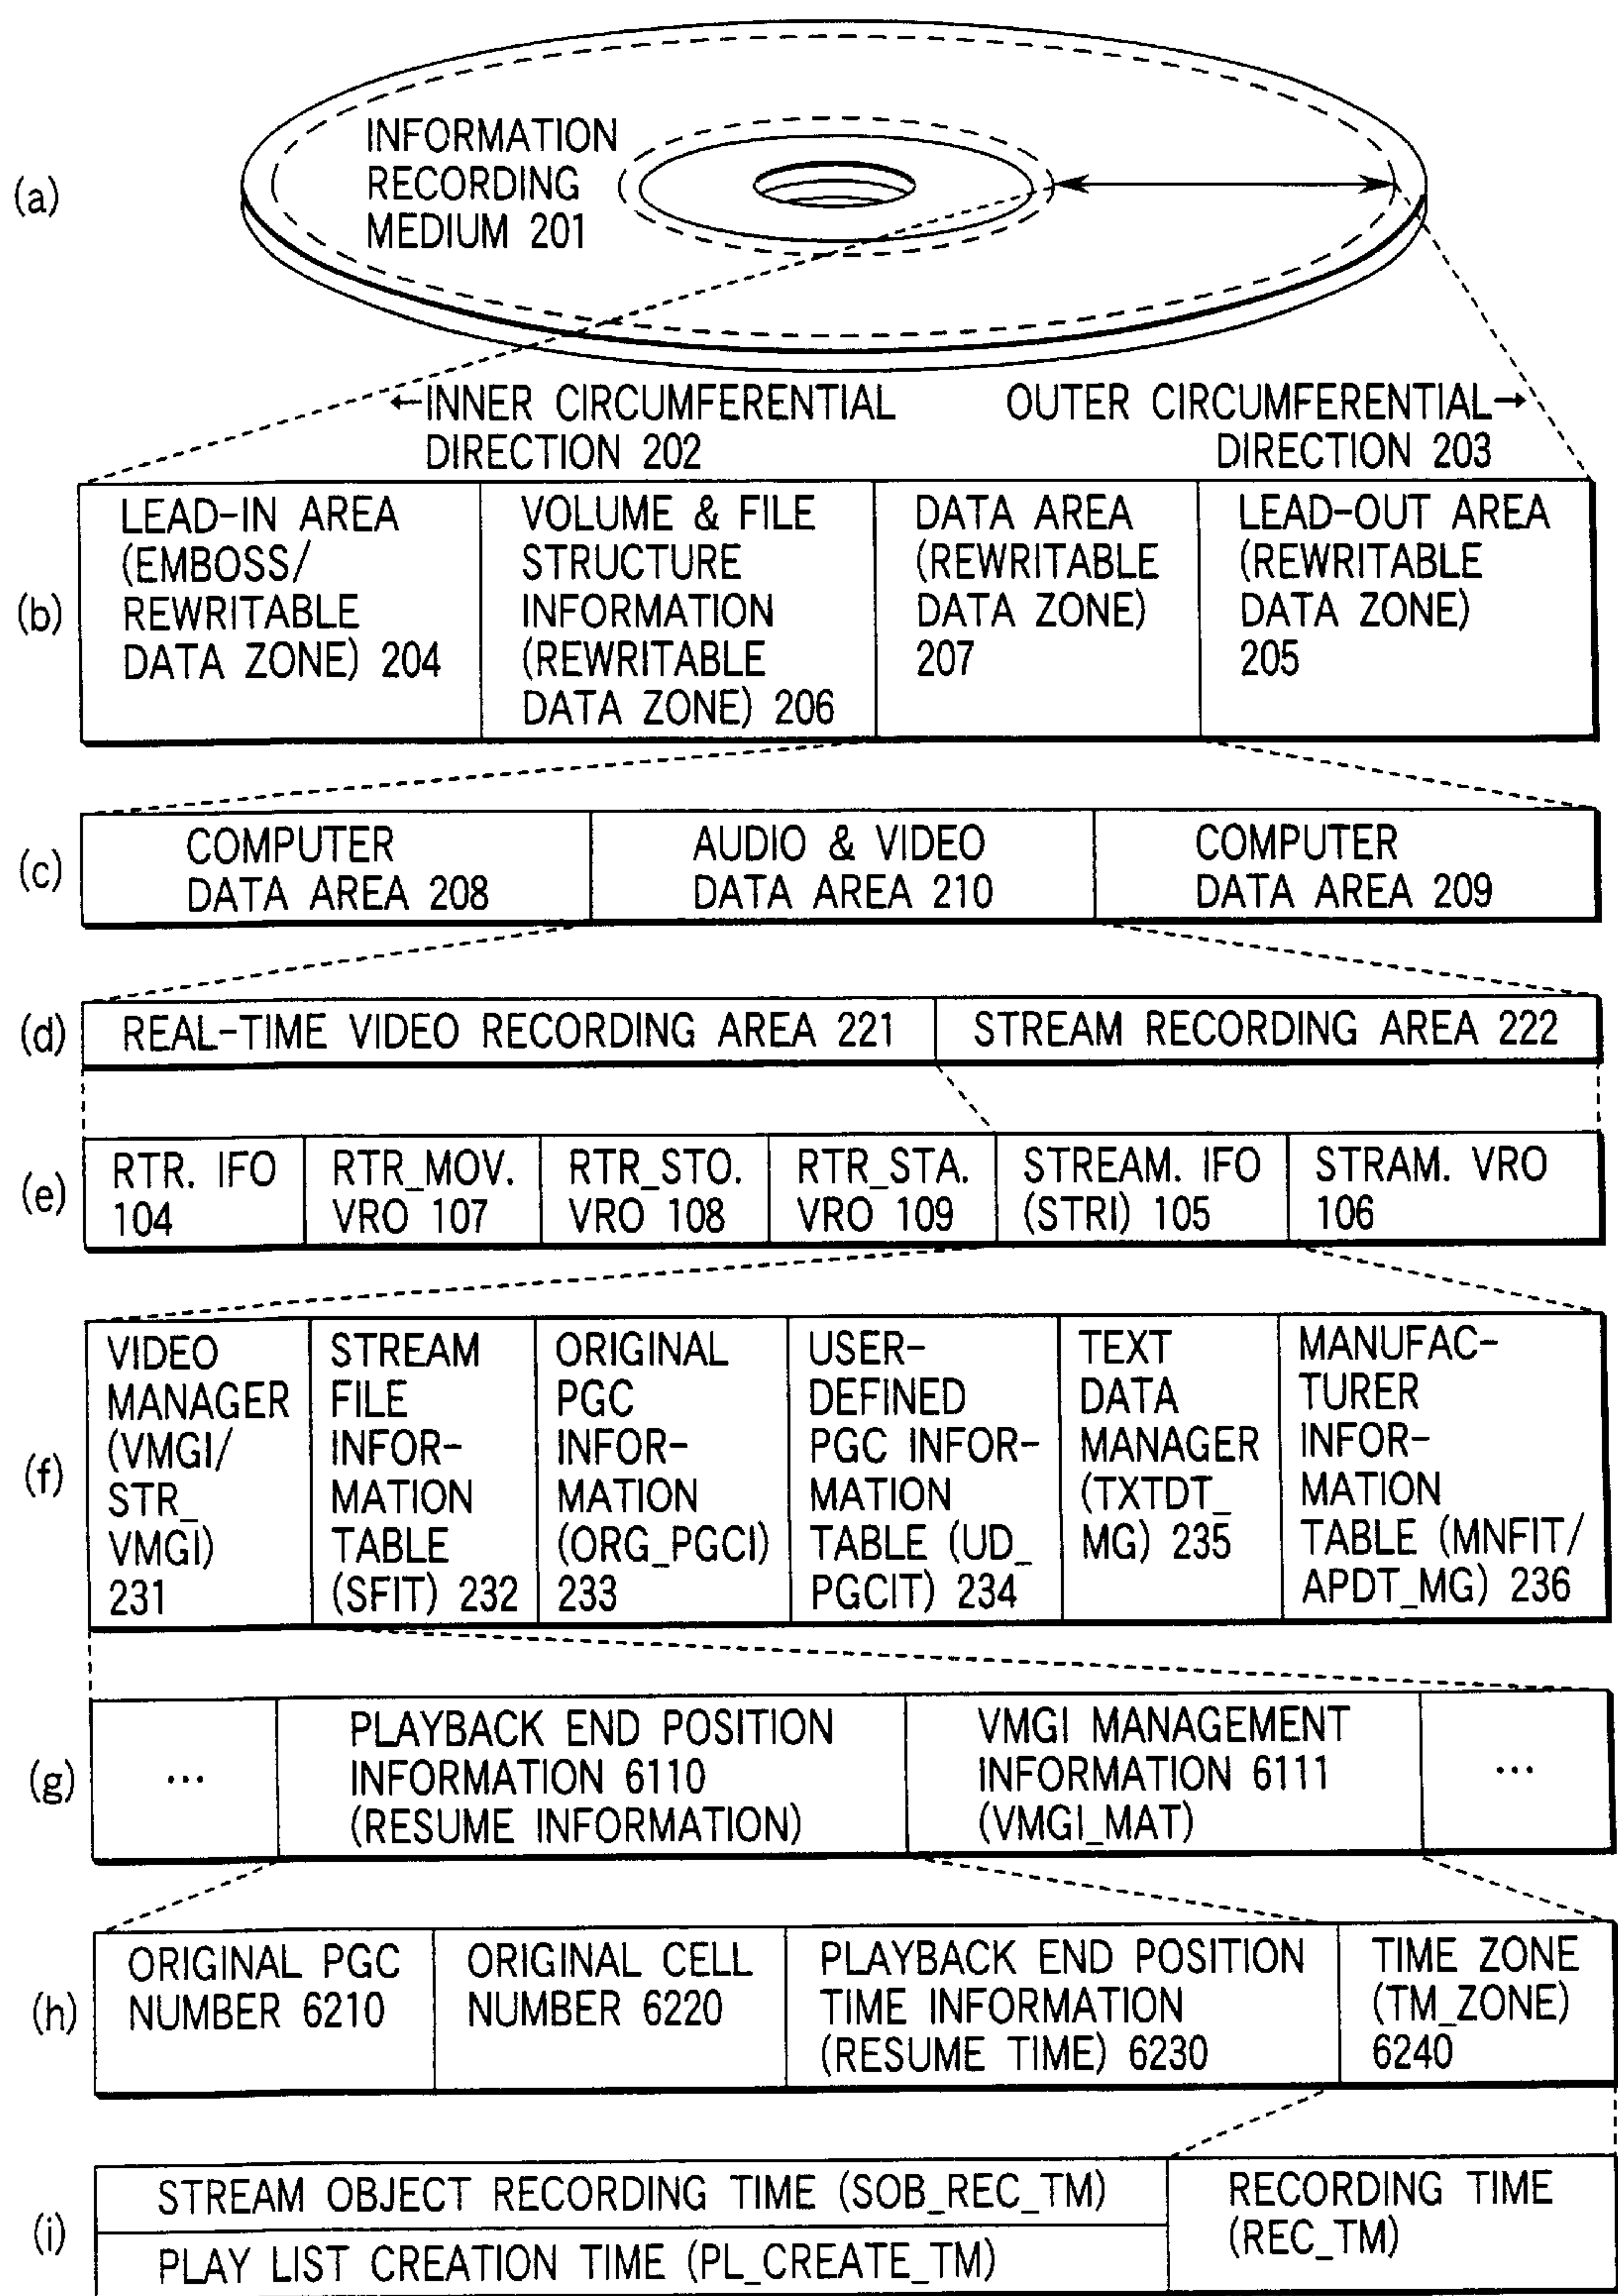 (a)
INFORMATION
RECORDING
MEDIUM 201
←INNER CIRCUMFERENTIAL
DIRECTION 202
OUTER CIRCUMFERENTIAL→
DIRECTION 203
(b)
LEAD-IN AREA
(EMBOSS/
REWRITABLE
DATA ZONE) 204
VOLUME & FILE
STRUCTURE
INFORMATION
(REWRITABLE
DATA ZONE) 206
DATA AREA
(REWRITABLE
DATA ZONE)
207
LEAD-OUT AREA
(REWRITABLE
DATA ZONE)
205
(c)
COMPUTER
DATA AREA 208
AUDIO & VIDEO
DATA AREA 210
COMPUTER
DATA AREA 209
(d)
REAL-TIME VIDEO RECORDING AREA 221
STREAM RECORDING AREA 222
(e)
RTR. IFO
104
RTR_MOV.
VRO 107
RTR_STO.
VRO 108
RTR_STA.
VRO 109
STREAM. IFO
(STRI) 105
STRAM. VRO
106
(f)
VIDEO
MANAGER
(VMGI/
STR_
VMGI)
231
STREAM
FILE
INFOR-
MATION
TABLE
(SFIT) 232
ORIGINAL
PGC
INFOR-
MATION
(ORG_PGCI)
233
USER-
DEFINED
PGC INFOR-
MATION
TABLE (UD_
PGCIT) 234
TEXT
DATA
MANAGER
(TXTDT_
MG) 235
MANUFAC-
TURER
INFOR-
MATION
TABLE (MNFIT/
APDT_MG) 236
(g)
...
PLAYBACK END POSITION
INFORMATION 6110
(RESUME INFORMATION)
VMGI MANAGEMENT
INFORMATION 6111
(VMGI_MAT)
...
(h)
ORIGINAL PGC
NUMBER 6210
ORIGINAL CELL
NUMBER 6220
PLAYBACK END POSITION
TIME INFORMATION
(RESUME TIME) 6230
TIME ZONE
(TM_ZONE)
6240
(i)
STREAM OBJECT RECORDING TIME (SOB_REC_TM)
PLAY LIST CREATION TIME (PL_CREATE_TM)
RECORDING TIME
(REC_TM)